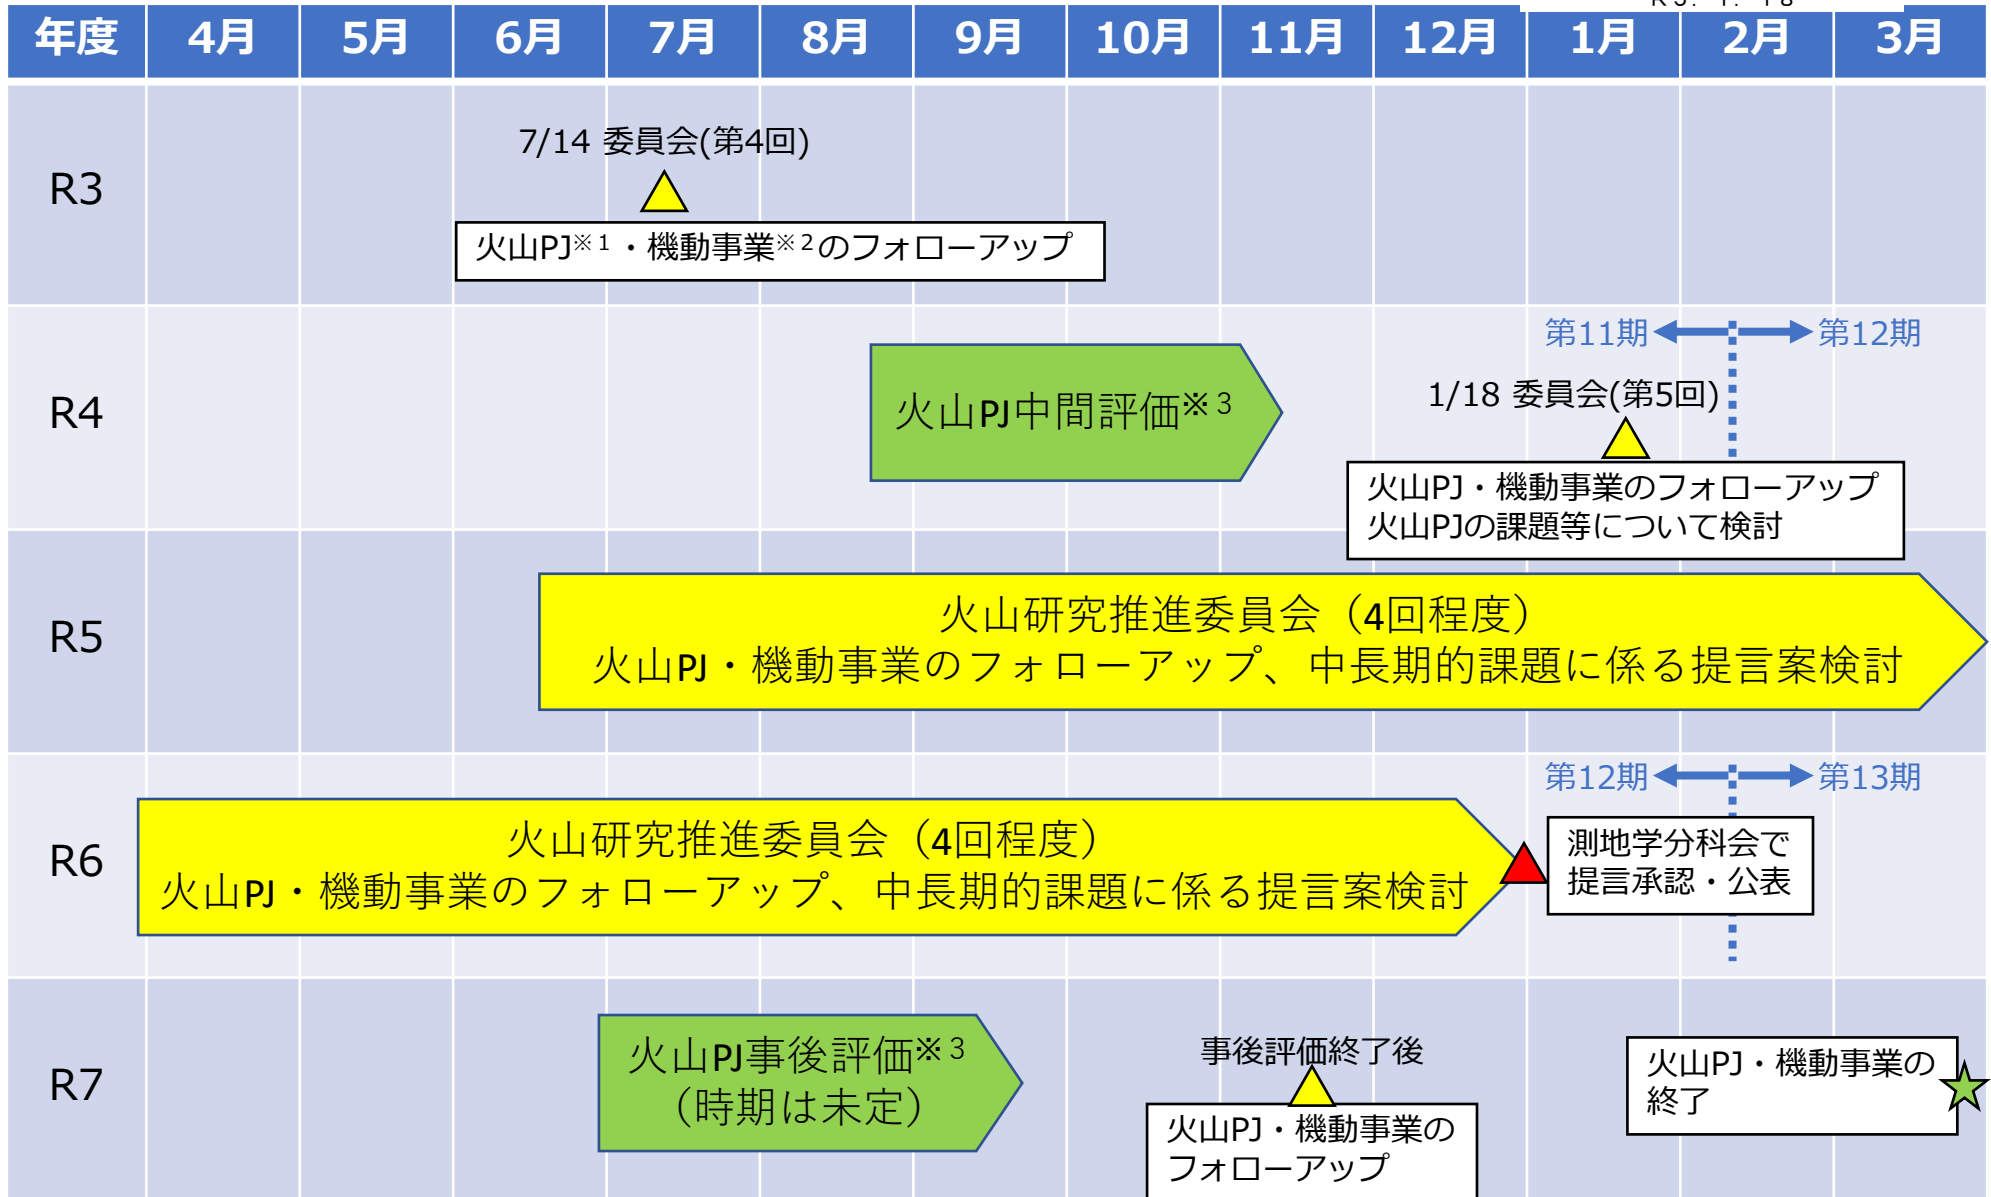 年度 4月 5月 6月 7月 8月 9月 10月 11月 12月 1月 2月 3月
R3
7/14 委員会(第4回)
火山PJ※1・機動事業※2のフォローアップ
R4
火山PJ中間評価※3
第11期 第12期
1/18 委員会(第5回)
火山PJ・機動事業のフォローアップ
火山PJの課題等について検討
R5
火山研究推進委員会（4回程度）
火山PJ・機動事業のフォローアップ、中長期的課題に係る提言案検討
R6
火山研究推進委員会（4回程度）
火山PJ・機動事業のフォローアップ、中長期的課題に係る提言案検討
第12期 第13期
測地学分科会で
提言承認・公表
R7
火山PJ事後評価※3
（時期は未定）
事後評価終了後
火山PJ・機動事業の
フォローアップ
火山PJ・機動事業の
終了